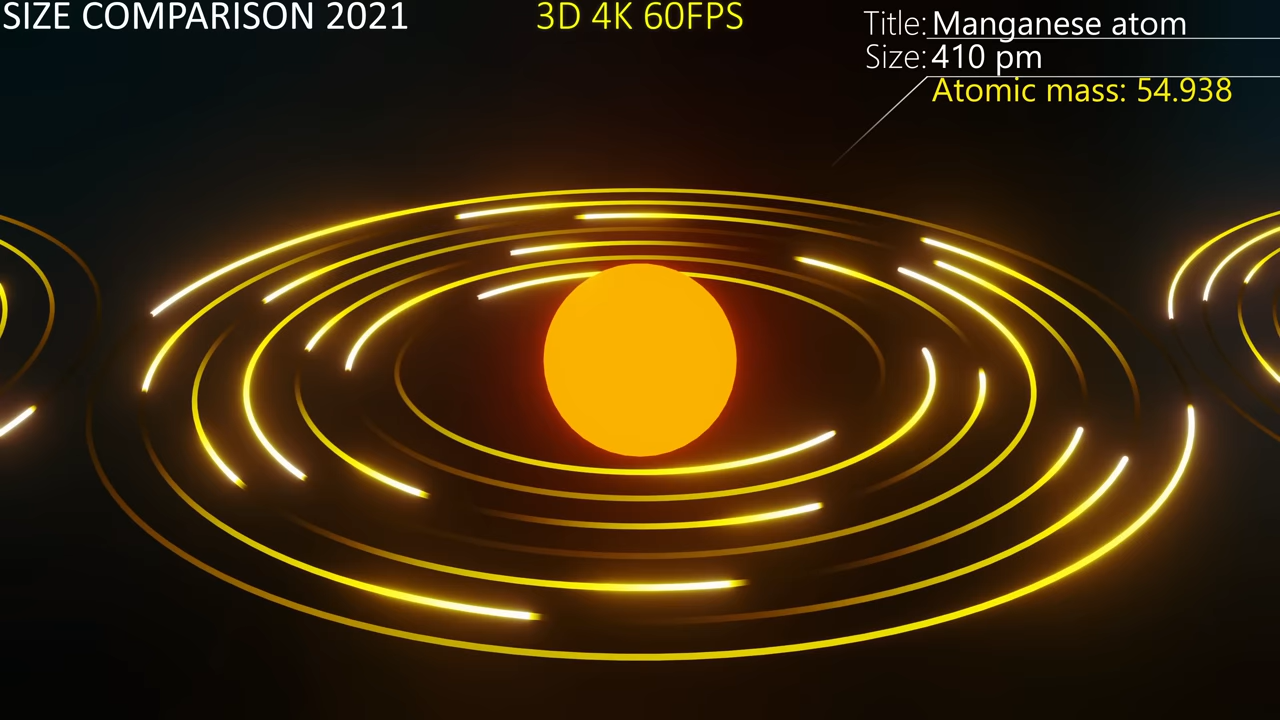 SIZE COMPARISON 2021
3D 4K 60FPS
Title: Manganese atom
Size: 410 pm
Atomic mass: 54.938